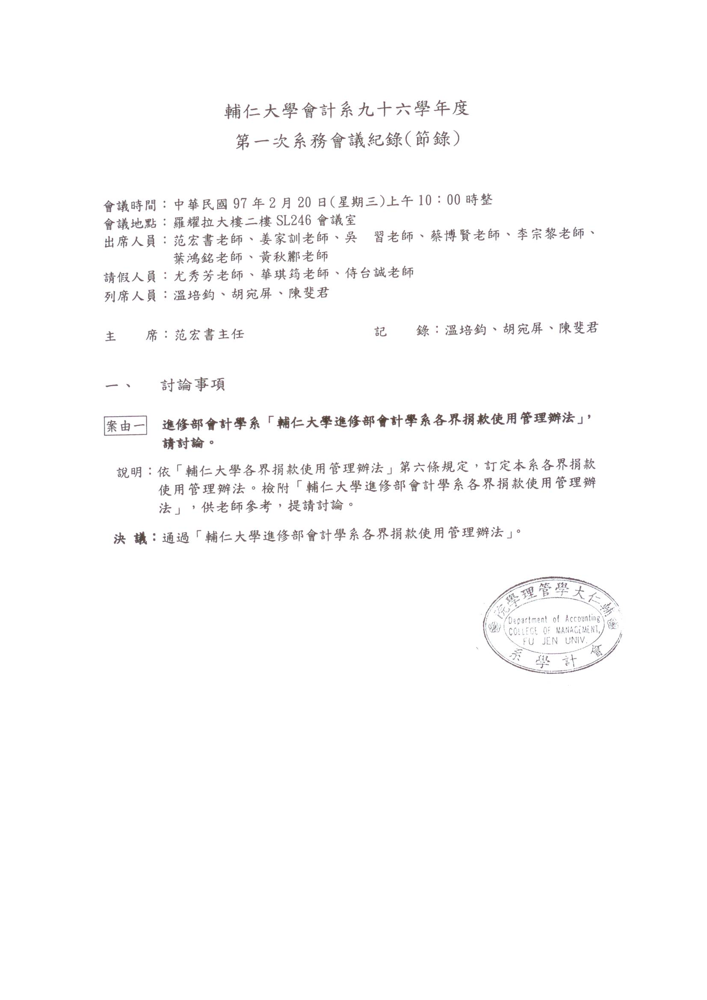 輔仁大學會計系九十六學年度
第一次系務會議紀錄(節錄)
會議時間：中華民國 97 年 2 月 20 日(星期三)上午 10：00 時整
會議地點：羅耀拉大樓二樓 SL246 會議室
出席人員：范宏書老師、姜家訓老師、吳　習老師、蔡博賢老師、李宗黎老師、
葉鴻銘老師、黃秋酈老師
請假人員：尤秀芳老師、華琪筠老師、侍台誠老師
列席人員：溫培鈞、胡宛屏、陳斐君
主　　席：范宏書主任　　記　　錄：溫培鈞、胡宛屏、陳斐君
一、　討論事項
案由一　進修部會計學系「輔仁大學進修部會計學系各界捐款使用管理辦法」，
請討論。
說明：依「輔仁大學各界捐款使用管理辦法」第六條規定，訂定本系各界捐款
使用管理辦法。檢附「輔仁大學進修部會計學系各界捐款使用管理辦
法」，供老師參考，提請討論。
決 議：通過「輔仁大學進修部會計學系各界捐款使用管理辦法」。
院學理管學大仁輔
Department of Accounting
COLLEGE OF MANAGEMENT,
FU JEN UNIV.
系學計會